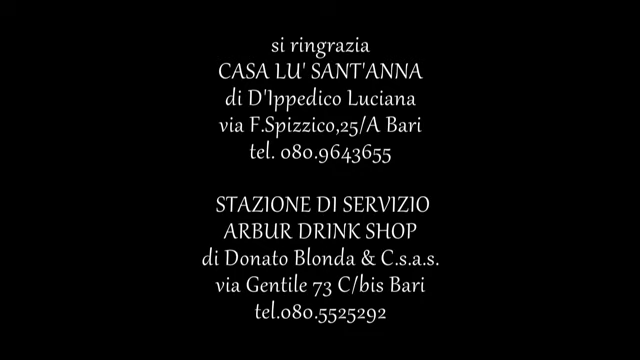 si ringrazia
CASA LU' SANT'ANNA
di D'Ippedico Luciana
via F.Spizzico,25/A Bari
tel. 080.9643655
STAZIONE DI SERVIZIO
ARBUR DRINK SHOP
di Donato Blonda & C.s.a.s.
via Gentile 73 C/bis Bari
tel.080.5525292